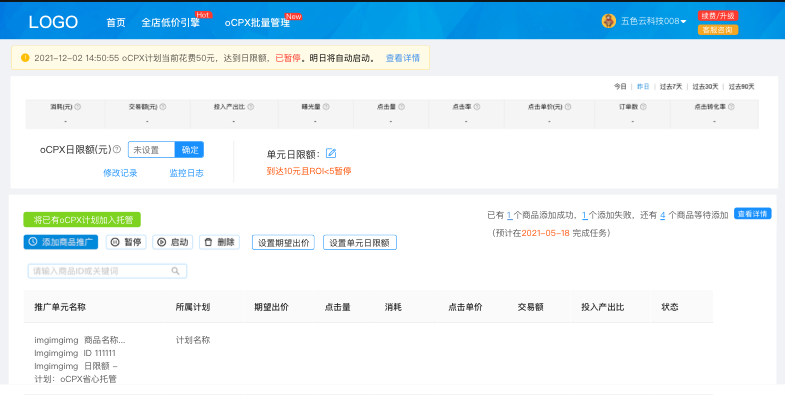 LOGO 首页 全店低价引擎 Hot oCPX批量管理 New 五色云科技008 续费/升级
客服咨询
2021-12-02 14:50:55 oCPX计划当前花费50元，达到日限额，已暂停。明日将自动启动。 查看详情
今日 | 昨日 | 过去7天 | 过去30天 | 过去90天
消耗(元) 交易额(元) 投入产出比 曝光量 点击量 点击率 点击单价(元) 订单数 点击转化率
- - - - - - - - -
oCPX日限额(元) 未设置 确定 单元日限额：
修改记录 监控日志 到达10元且ROI<5暂停
已有 1 个商品添加成功，1 个添加失败，还有 4 个商品等待添加 查看详情
将已有oCPX计划加入托管
（预计在2021-05-18 完成任务）
添加商品推广 暂停 启动 删除 设置期望出价 设置单元日限额
请输入商品ID或关键词
推广单元名称 所属计划 期望出价 点击量 消耗 点击单价 交易额 投入产出比 状态
imgimgimg 商品名称... 计划名称
Imgimgimg ID 111111
Imgimgimg 日限额 -
计划：oCPX省心托管